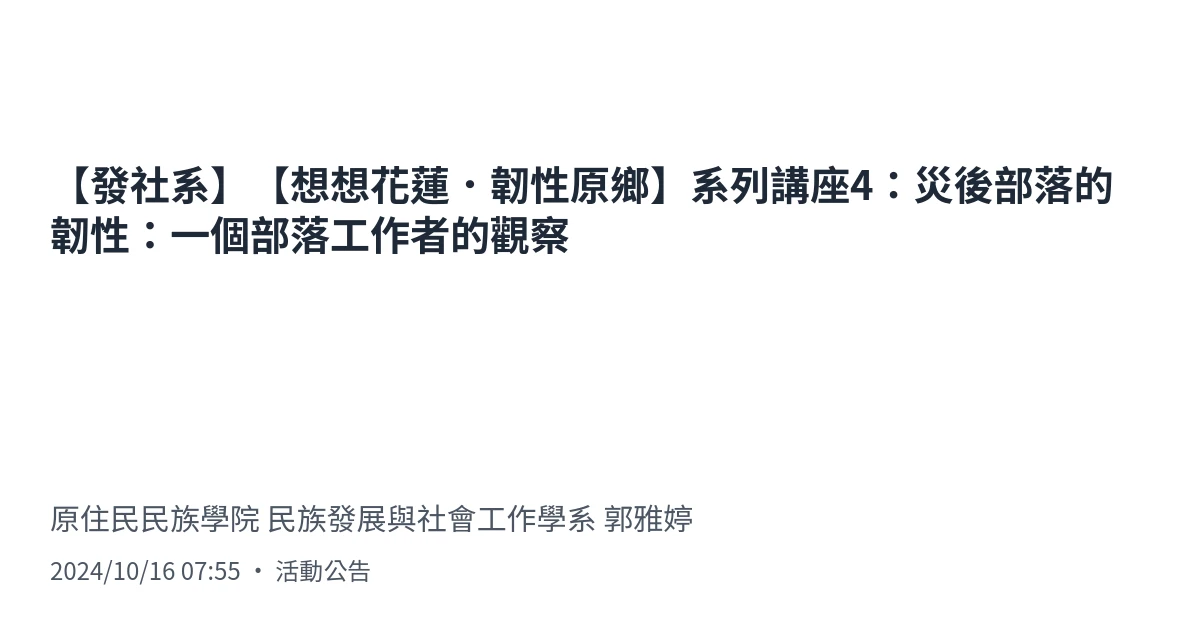 【發社系】【想想花蓮．韌性原鄉】系列講座4：災後部落的
韌性：一個部落工作者的觀察
原住民民族學院 民族發展與社會工作學系 郭雅婷
2024/10/16 07:55 • 活動公告